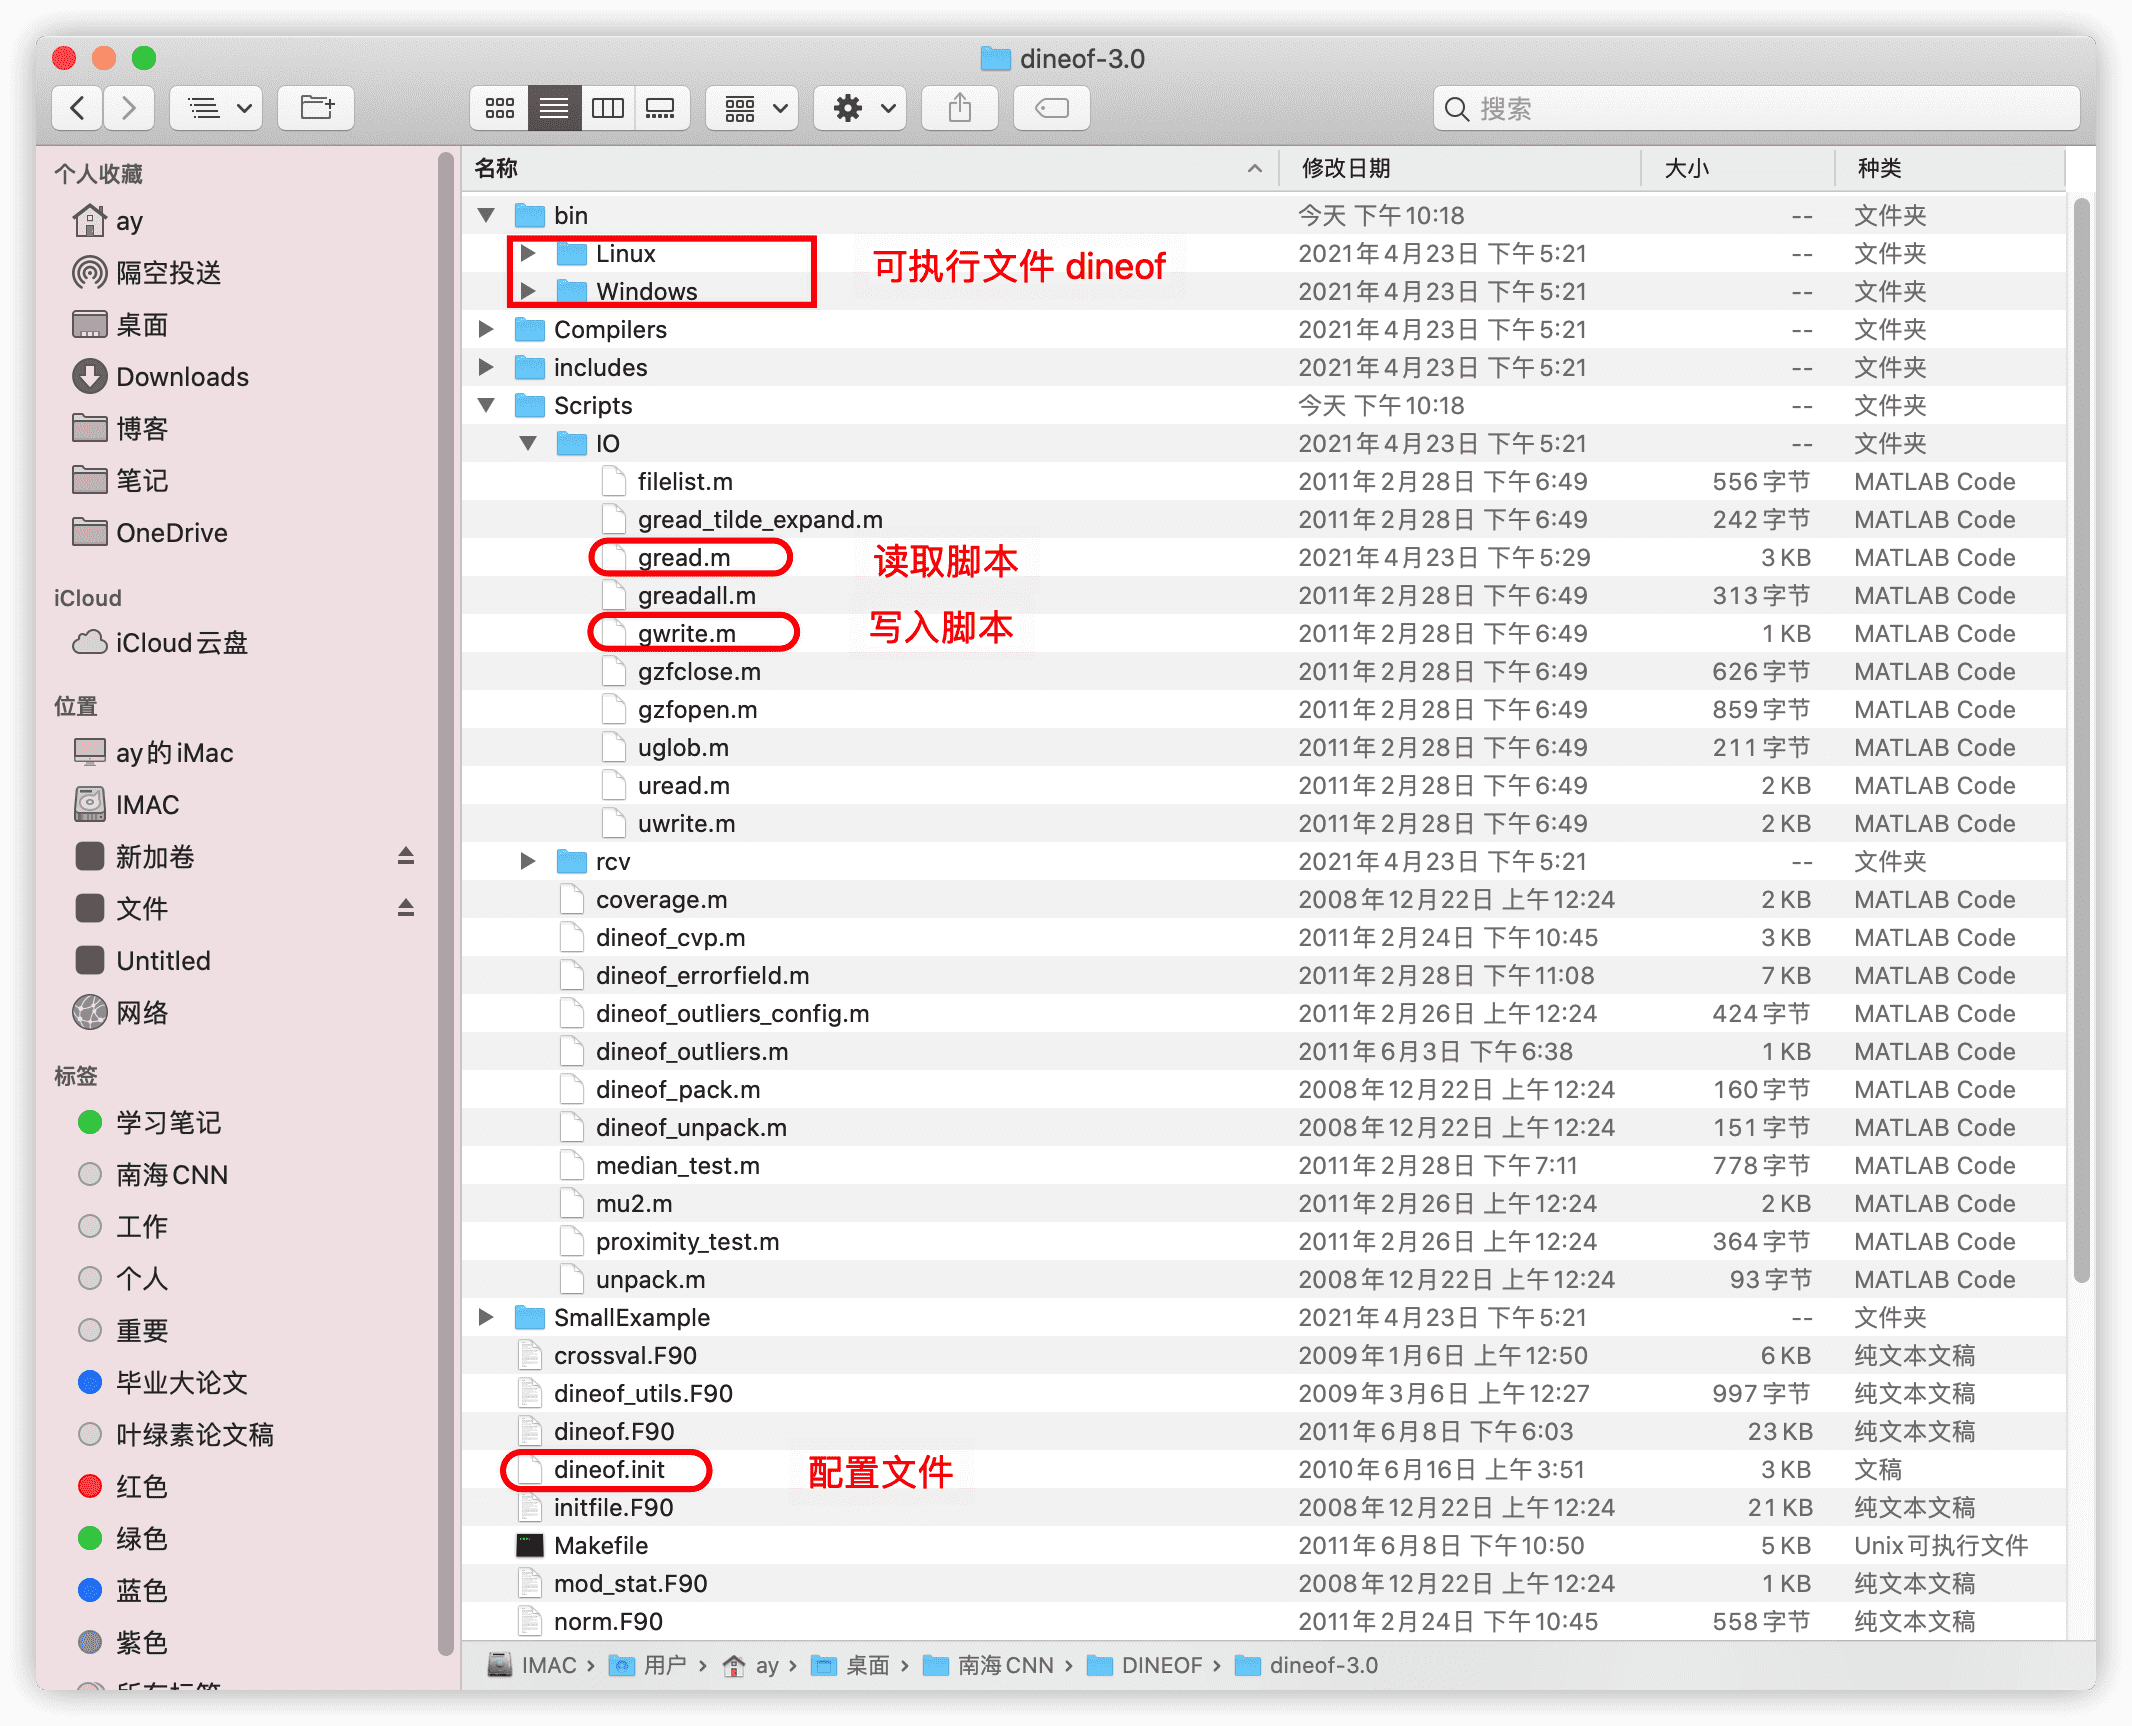 dineof-3.0
搜索
个人收藏
ay
隔空投送
桌面
Downloads
博客
笔记
OneDrive
iCloud
iCloud云盘
位置
ay的iMac
IMAC
新加卷
文件
Untitled
网络
标签
学习笔记
南海CNN
工作
个人
重要
毕业大论文
叶绿素论文稿
红色
绿色
蓝色
紫色
所有标签
名称 修改日期 大小 种类
bin 今天 下午10:18 -- 文件夹
Linux 2021年4月23日 下午5:21 -- 文件夹
可执行文件 dineof
Windows 2021年4月23日 下午5:21 -- 文件夹
Compilers 2021年4月23日 下午5:21 -- 文件夹
includes 2021年4月23日 下午5:21 -- 文件夹
Scripts 今天 下午10:18 -- 文件夹
IO 2021年4月23日 下午5:21 -- 文件夹
filelist.m 2011年2月28日 下午6:49 556字节 MATLAB Code
gread_tilde_expand.m 2011年2月28日 下午6:49 242字节 MATLAB Code
gread.m 读取脚本 2021年4月23日 下午5:29 3 KB MATLAB Code
greadall.m 2011年2月28日 下午6:49 313字节 MATLAB Code
gwrite.m 写入脚本 2011年2月28日 下午6:49 1 KB MATLAB Code
gzfclose.m 2011年2月28日 下午6:49 626字节 MATLAB Code
gzfopen.m 2011年2月28日 下午6:49 859字节 MATLAB Code
uglob.m 2011年2月28日 下午6:49 211字节 MATLAB Code
uread.m 2011年2月28日 下午6:49 2 KB MATLAB Code
uwrite.m 2011年2月28日 下午6:49 2 KB MATLAB Code
rcv 2021年4月23日 下午5:21 -- 文件夹
coverage.m 2008年12月22日 上午12:24 2 KB MATLAB Code
dineof_cvp.m 2011年2月24日 下午10:45 3 KB MATLAB Code
dineof_errorfield.m 2011年2月28日 下午11:08 7 KB MATLAB Code
dineof_outliers_config.m 2011年2月26日 上午12:24 424字节 MATLAB Code
dineof_outliers.m 2011年6月3日 下午6:38 1 KB MATLAB Code
dineof_pack.m 2008年12月22日 上午12:24 160字节 MATLAB Code
dineof_unpack.m 2008年12月22日 上午12:24 151字节 MATLAB Code
median_test.m 2011年2月28日 下午7:11 778字节 MATLAB Code
mu2.m 2011年2月26日 上午12:24 2 KB MATLAB Code
proximity_test.m 2011年2月26日 上午12:24 364字节 MATLAB Code
unpack.m 2008年12月22日 上午12:24 93字节 MATLAB Code
SmallExample 2021年4月23日 下午5:21 -- 文件夹
crossval.F90 2009年1月6日 上午12:50 6 KB 纯文本文稿
dineof_utils.F90 2009年3月6日 上午12:27 997字节 纯文本文稿
dineof.F90 2011年6月8日 下午6:03 23 KB 纯文本文稿
dineof.init 配置文件 2010年6月16日 上午3:51 3 KB 文稿
initfile.F90 2008年12月22日 上午12:24 21 KB 纯文本文稿
Makefile 2011年6月8日 下午10:50 5 KB Unix可执行文件
mod_stat.F90 2008年12月22日 上午12:24 1 KB 纯文本文稿
norm.F90 2011年2月24日 下午10:45 558字节 纯文本文稿
IMAC › 用户 › ay › 桌面 › 南海CNN › DINEOF › dineof-3.0